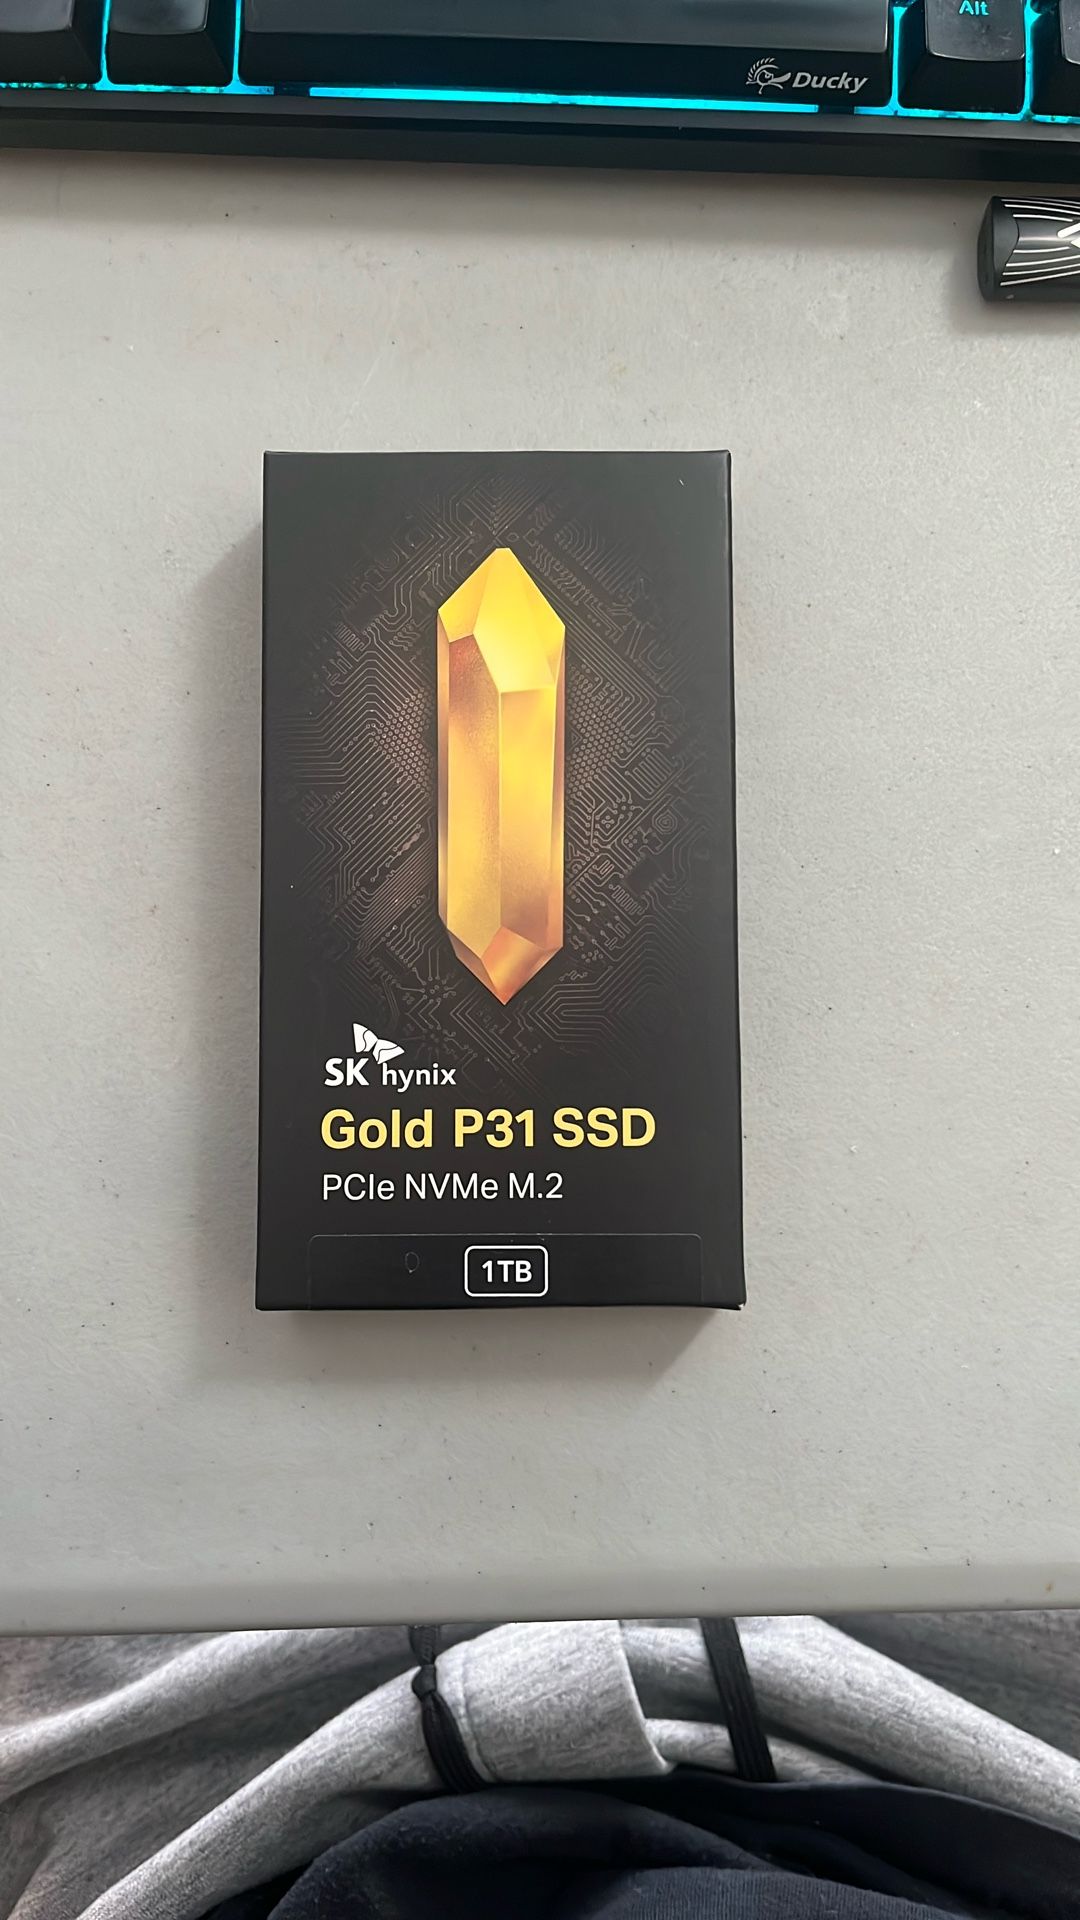 Alt
Ducky
SK hynix
Gold P31 SSD
PCIe NVMe M.2
1TB